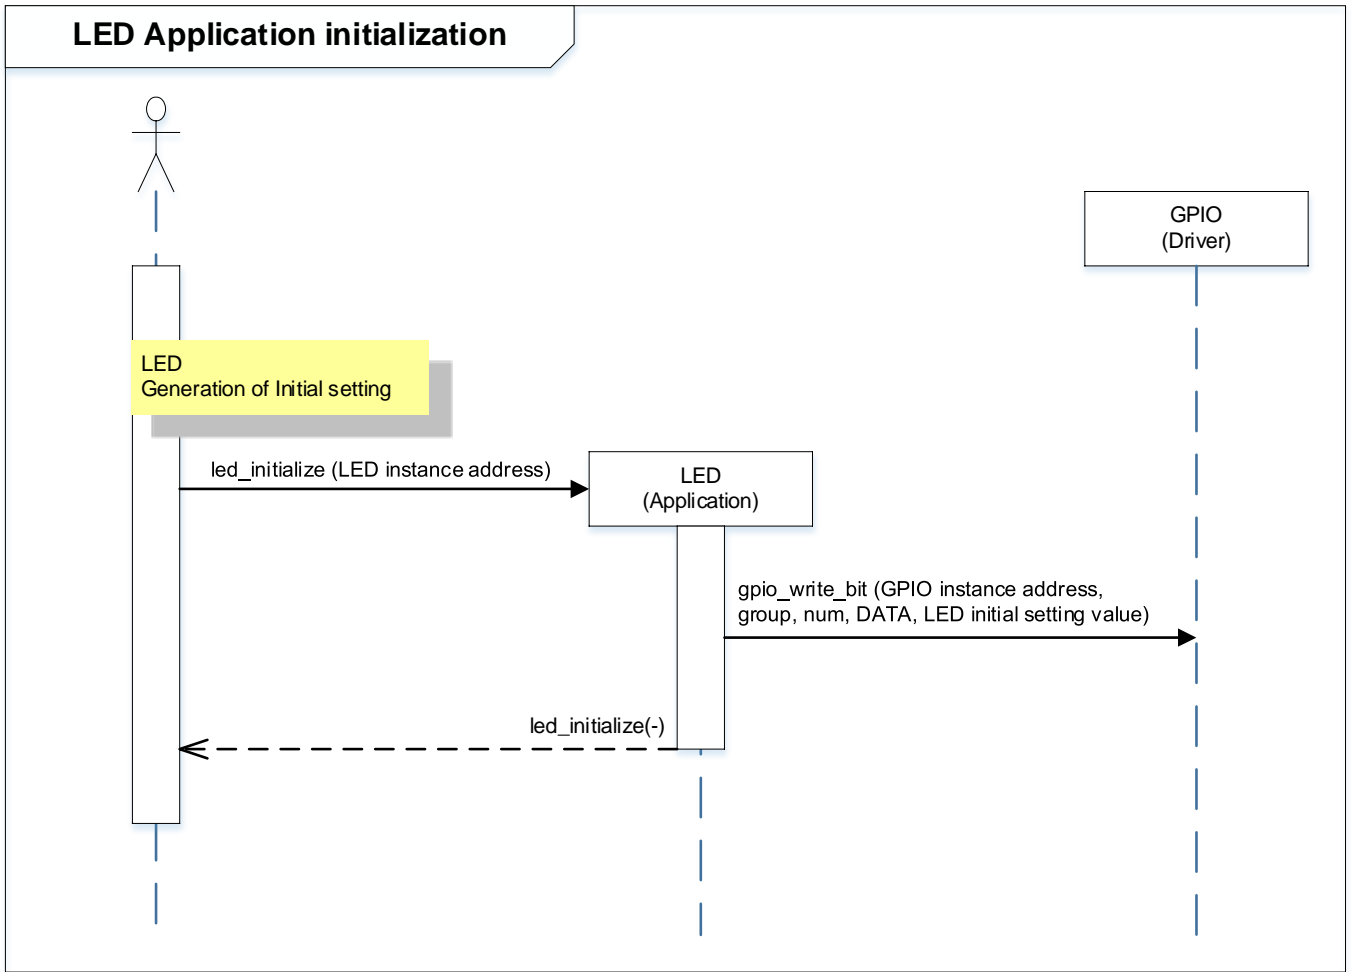 LED Application initialization
GPIO
(Driver)
LED
Generation of Initial setting
led_initialize (LED instance address)
LED
(Application)
gpio_write_bit (GPIO instance address,
group, num, DATA, LED initial setting value)
led_initialize(-)